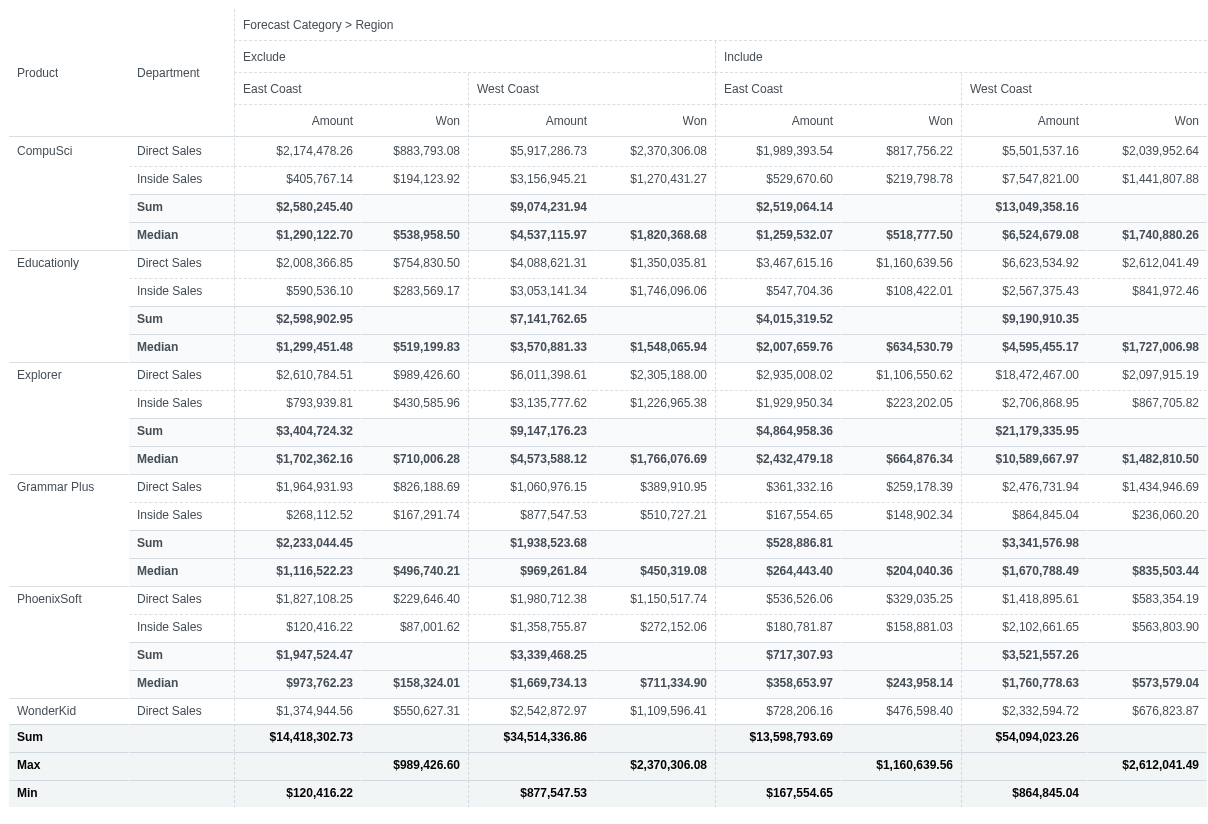 Forecast Category > Region
Product Department Exclude Include
East Coast West Coast East Coast West Coast
Amount Won Amount Won Amount Won Amount Won
CompuSci Direct Sales $2,174,478.26 $883,793.08 $5,917,286.73 $2,370,306.08 $1,989,393.54 $817,756.22 $5,501,537.16 $2,039,952.64
Inside Sales $405,767.14 $194,123.92 $3,156,945.21 $1,270,431.27 $529,670.60 $219,798.78 $7,547,821.00 $1,441,807.88
Sum $2,580,245.40 $9,074,231.94 $2,519,064.14 $13,049,358.16
Median $1,290,122.70 $538,958.50 $4,537,115.97 $1,820,368.68 $1,259,532.07 $518,777.50 $6,524,679.08 $1,740,880.26
Educationly Direct Sales $2,008,366.85 $754,830.50 $4,088,621.31 $1,350,035.81 $3,467,615.16 $1,160,639.56 $6,623,534.92 $2,612,041.49
Inside Sales $590,536.10 $283,569.17 $3,053,141.34 $1,746,096.06 $547,704.36 $108,422.01 $2,567,375.43 $841,972.46
Sum $2,598,902.95 $7,141,762.65 $4,015,319.52 $9,190,910.35
Median $1,299,451.48 $519,199.83 $3,570,881.33 $1,548,065.94 $2,007,659.76 $634,530.79 $4,595,455.17 $1,727,006.98
Explorer Direct Sales $2,610,784.51 $989,426.60 $6,011,398.61 $2,305,188.00 $2,935,008.02 $1,106,550.62 $18,472,467.00 $2,097,915.19
Inside Sales $793,939.81 $430,585.96 $3,135,777.62 $1,226,965.38 $1,929,950.34 $223,202.05 $2,706,868.95 $867,705.82
Sum $3,404,724.32 $9,147,176.23 $4,864,958.36 $21,179,335.95
Median $1,702,362.16 $710,006.28 $4,573,588.12 $1,766,076.69 $2,432,479.18 $664,876.34 $10,589,667.97 $1,482,810.50
Grammar Plus Direct Sales $1,964,931.93 $826,188.69 $1,060,976.15 $389,910.95 $361,332.16 $259,178.39 $2,476,731.94 $1,434,946.69
Inside Sales $268,112.52 $167,291.74 $877,547.53 $510,727.21 $167,554.65 $148,902.34 $864,845.04 $236,060.20
Sum $2,233,044.45 $1,938,523.68 $528,886.81 $3,341,576.98
Median $1,116,522.23 $496,740.21 $969,261.84 $450,319.08 $264,443.40 $204,040.36 $1,670,788.49 $835,503.44
PhoenixSoft Direct Sales $1,827,108.25 $229,646.40 $1,980,712.38 $1,150,517.74 $536,526.06 $329,035.25 $1,418,895.61 $583,354.19
Inside Sales $120,416.22 $87,001.62 $1,358,755.87 $272,152.06 $180,781.87 $158,881.03 $2,102,661.65 $563,803.90
Sum $1,947,524.47 $3,339,468.25 $717,307.93 $3,521,557.26
Median $973,762.23 $158,324.01 $1,669,734.13 $711,334.90 $358,653.97 $243,958.14 $1,760,778.63 $573,579.04
WonderKid Direct Sales $1,374,944.56 $550,627.31 $2,542,872.97 $1,109,596.41 $728,206.16 $476,598.40 $2,332,594.72 $676,823.87
Sum $14,418,302.73 $34,514,336.86 $13,598,793.69 $54,094,023.26
Max $989,426.60 $2,370,306.08 $1,160,639.56 $2,612,041.49
Min $120,416.22 $877,547.53 $167,554.65 $864,845.04